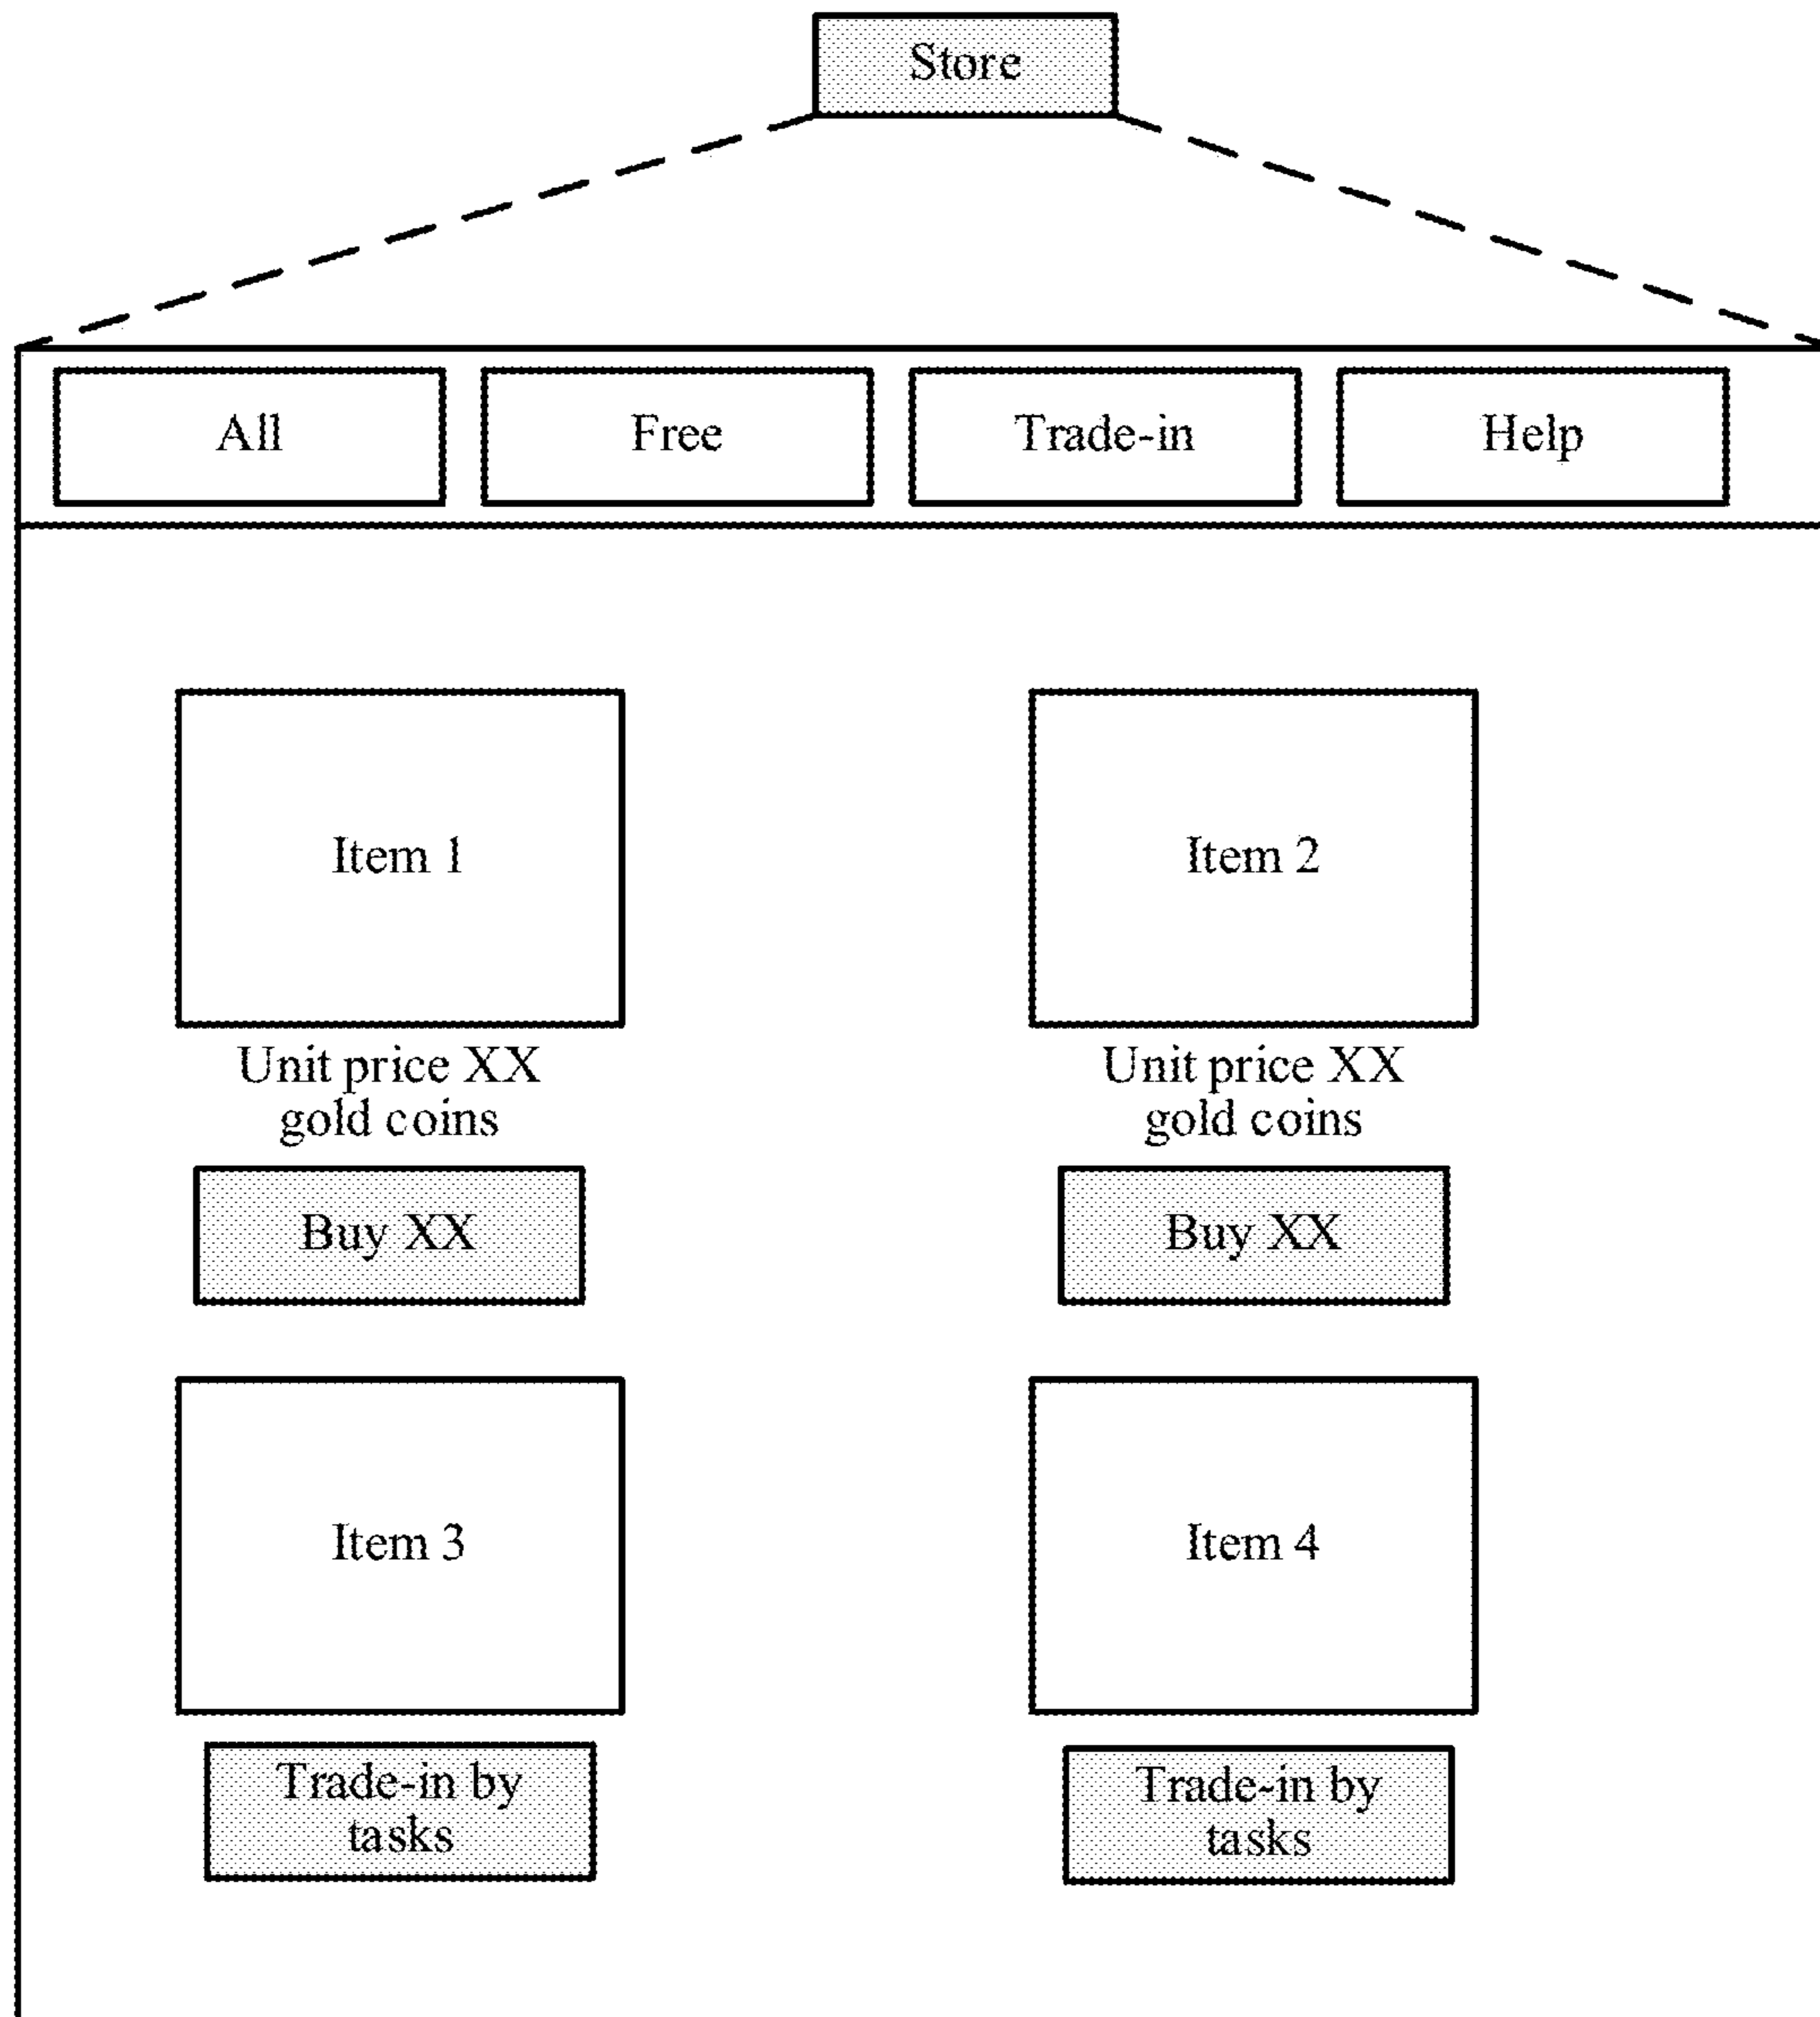 Store
All
Free
Trade-in
Help
Item 1
Item 2
Unit price XX
gold coins
Unit price XX
gold coins
Buy XX
Buy XX
Item 3
Item 4
Trade-in by
tasks
Trade-in by
tasks